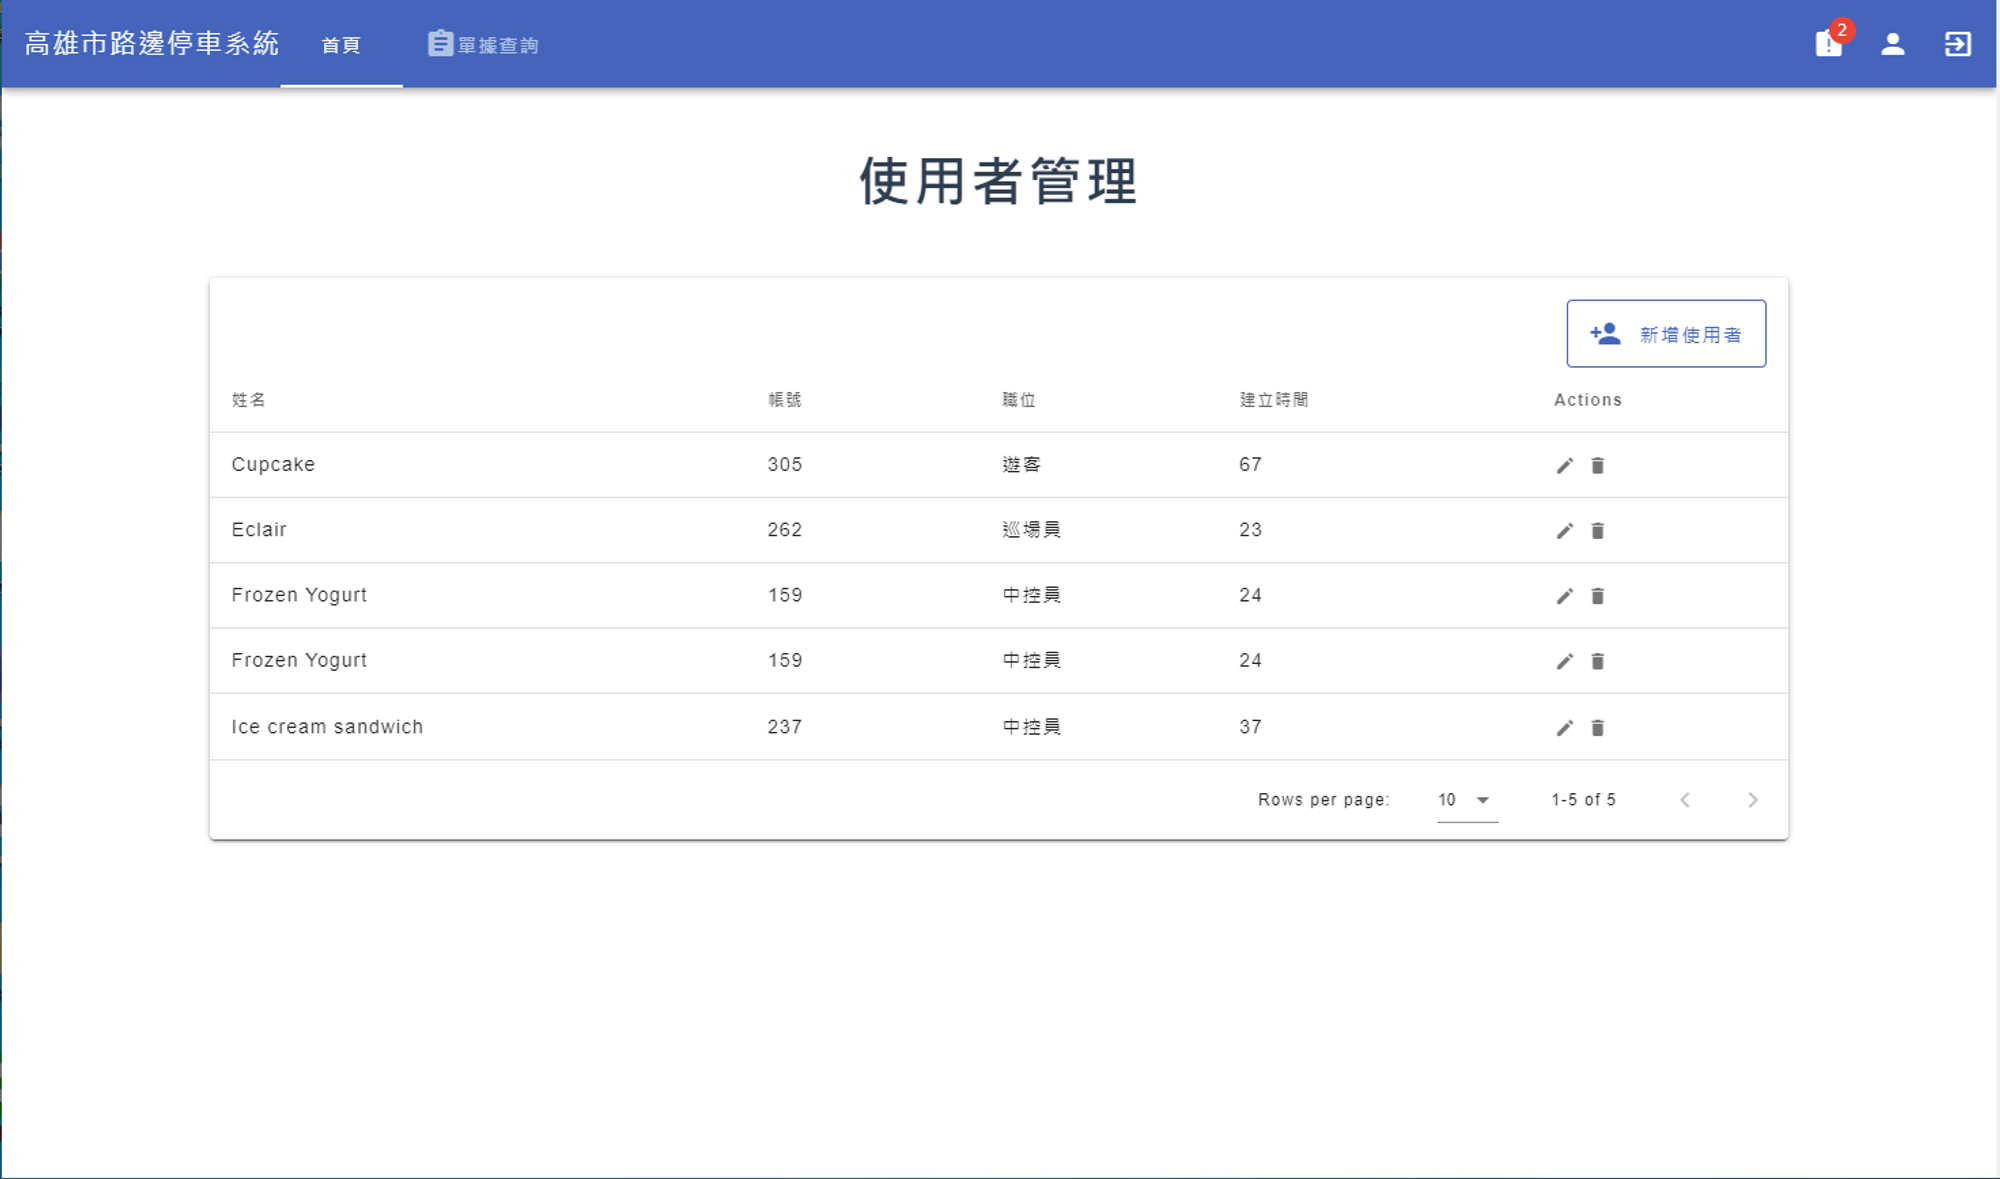 高雄市路邊停車系統 首頁 單據查詢 2
使用者管理
新增使用者
姓名 帳號 職位 建立時間 Actions
Cupcake 305 遊客 67
Eclair 262 巡場員 23
Frozen Yogurt 159 中控員 24
Frozen Yogurt 159 中控員 24
Ice cream sandwich 237 中控員 37
Rows per page: 10 1-5 of 5